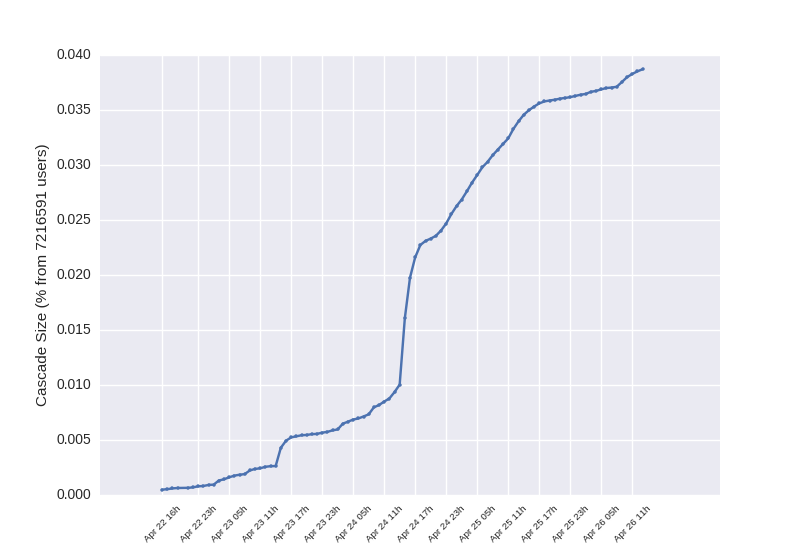 0.040
0.035
0.030
0.025
0.020
0.015
0.010
0.005
0.000
Cascade Size (% from 7216591 users)
Apr 22 16h
Apr 22 23h
Apr 23 05h
Apr 23 11h
Apr 23 17h
Apr 23 23h
Apr 24 05h
Apr 24 11h
Apr 24 17h
Apr 24 23h
Apr 25 05h
Apr 25 11h
Apr 25 17h
Apr 25 23h
Apr 26 05h
Apr 26 11h